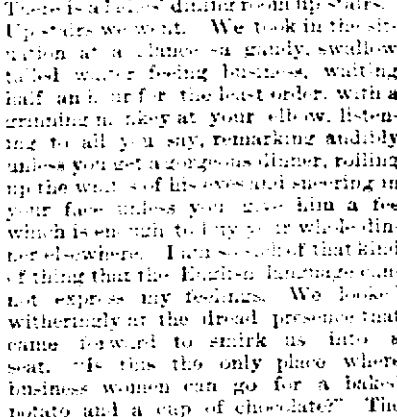 There is a ladies' dining room up stairs.
Up stairs we went. We took in the sit-
uation at a glance—a gaudy, swallow
tailed waiter feeing business, waiting
half an hour for the least order, with a
grinning monkey at your elbow, listen-
ing to all you say, remarking audibly
unless you get a gorgeous dinner, rolling
up the whites of his eyes and sneering in
your face unless you give him a fee
which is enough to buy your whole din-
ner elsewhere. I am so sick of that kind
of thing that the English language can-
not express my feelings. We looked
witheringly at the dread presence that
came forward to smirk us into a
seat. "Is this the only place where
business women can go for a baked
potato and a cup of chocolate?" The